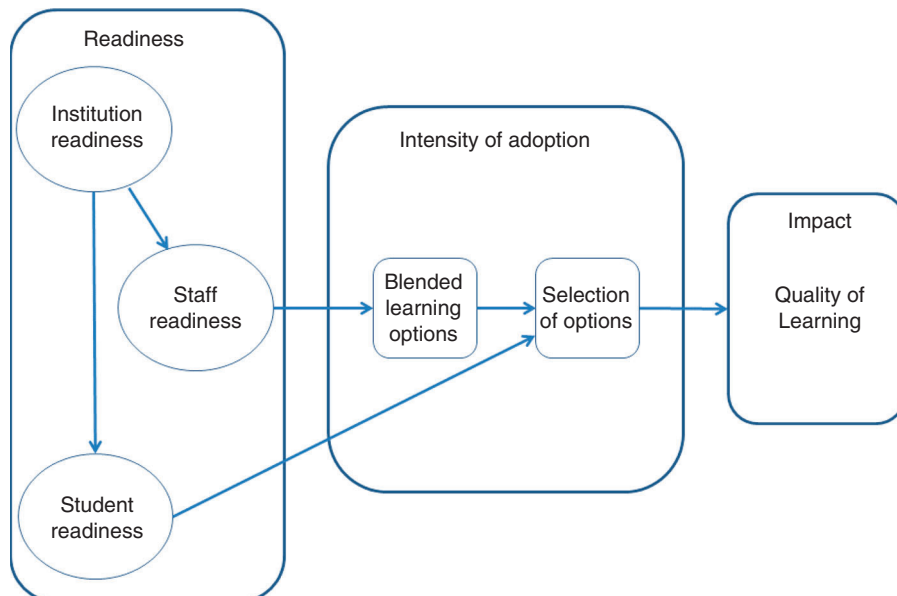 Readiness
Institution
readiness
Staff
readiness
Student
readiness
Intensity of adoption
Blended
learning
options
Selection
of options
Impact
Quality of
Learning